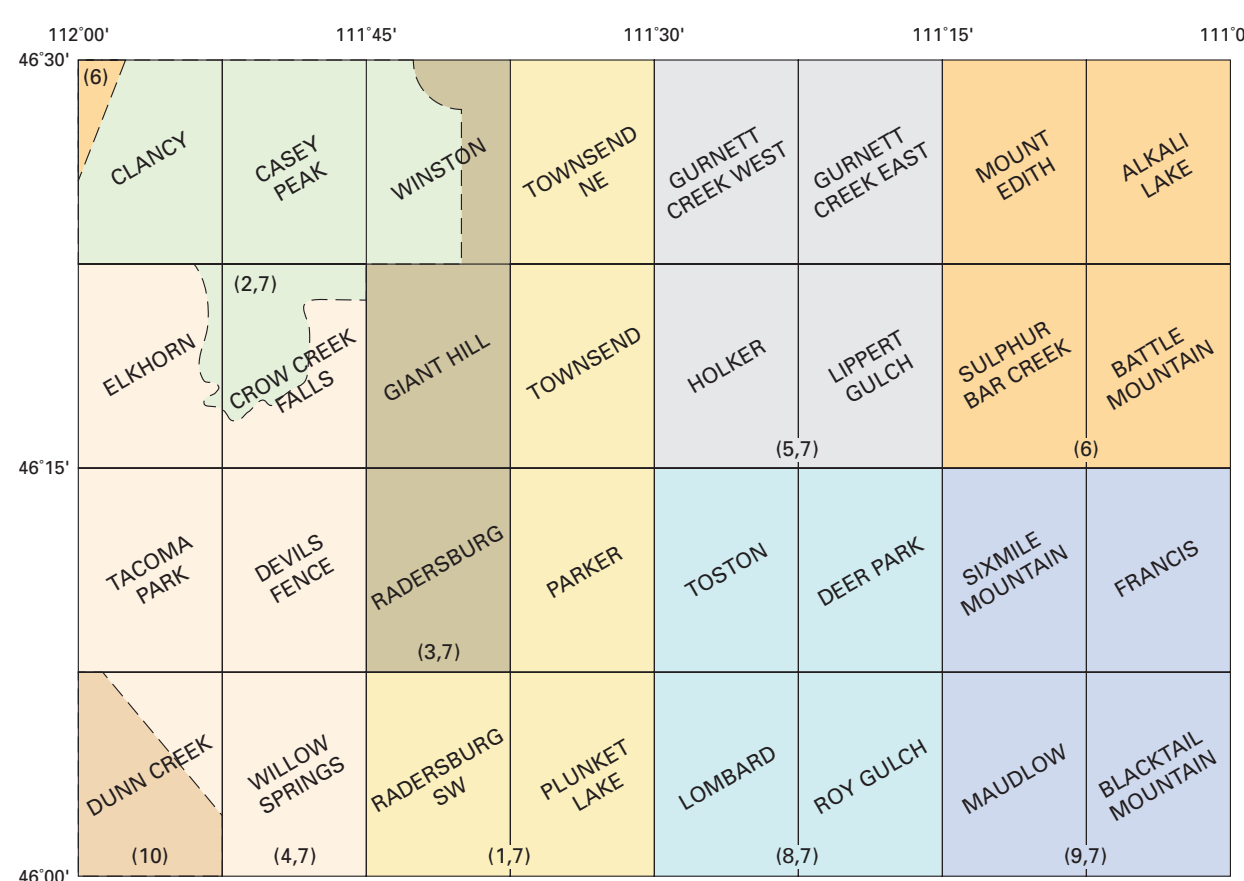 112°00' 111°45' 111°30' 111°15' 111°0
46°30'
(6)
CLANCY
CASEY
PEAK
WINSTON
TOWNSEND
NE
GURNETT
CREEK WEST
GURNETT
CREEK EAST
MOUNT
EDITH
ALKALI
LAKE
(2,7)
ELKHORN
CROW CREEK
FALLS
GIANT HILL
TOWNSEND
HOLKER
LIPPERT
GULCH
SULPHUR
BAR CREEK
BATTLE
MOUNTAIN
(5,7)
(6)
46°15'
TACOMA
PARK
DEVILS
FENCE
RADERSBURG
PARKER
TOSTON
DEER PARK
SIXMILE
MOUNTAIN
FRANCIS
(3,7)
DUNN CREEK
WILLOW
SPRINGS
RADERSBURG
SW
PLUNKET
LAKE
LOMBARD
ROY GULCH
MAUDLOW
BLACKTAIL
MOUNTAIN
(10)
(4,7)
(1,7)
(8,7)
(9,7)
46°00'